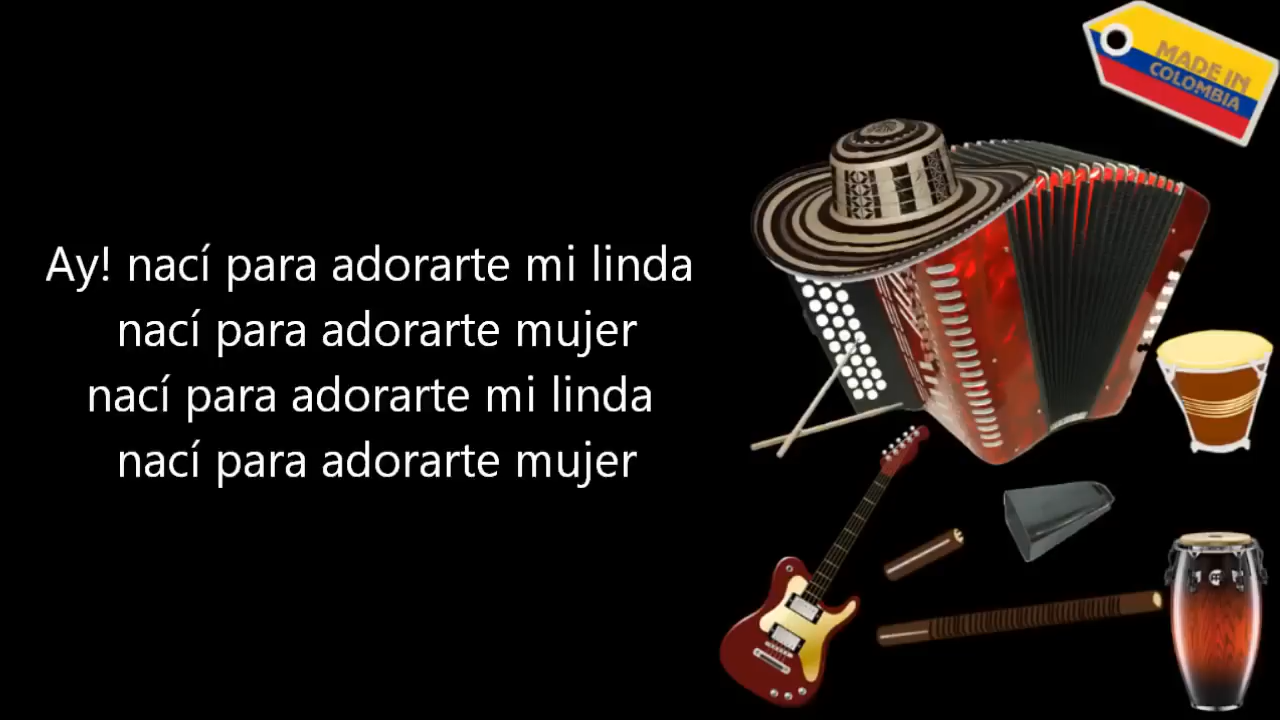 MADE IN
COLOMBIA
Ay! nací para adorarte mi linda
nací para adorarte mujer
nací para adorarte mi linda
nací para adorarte mujer